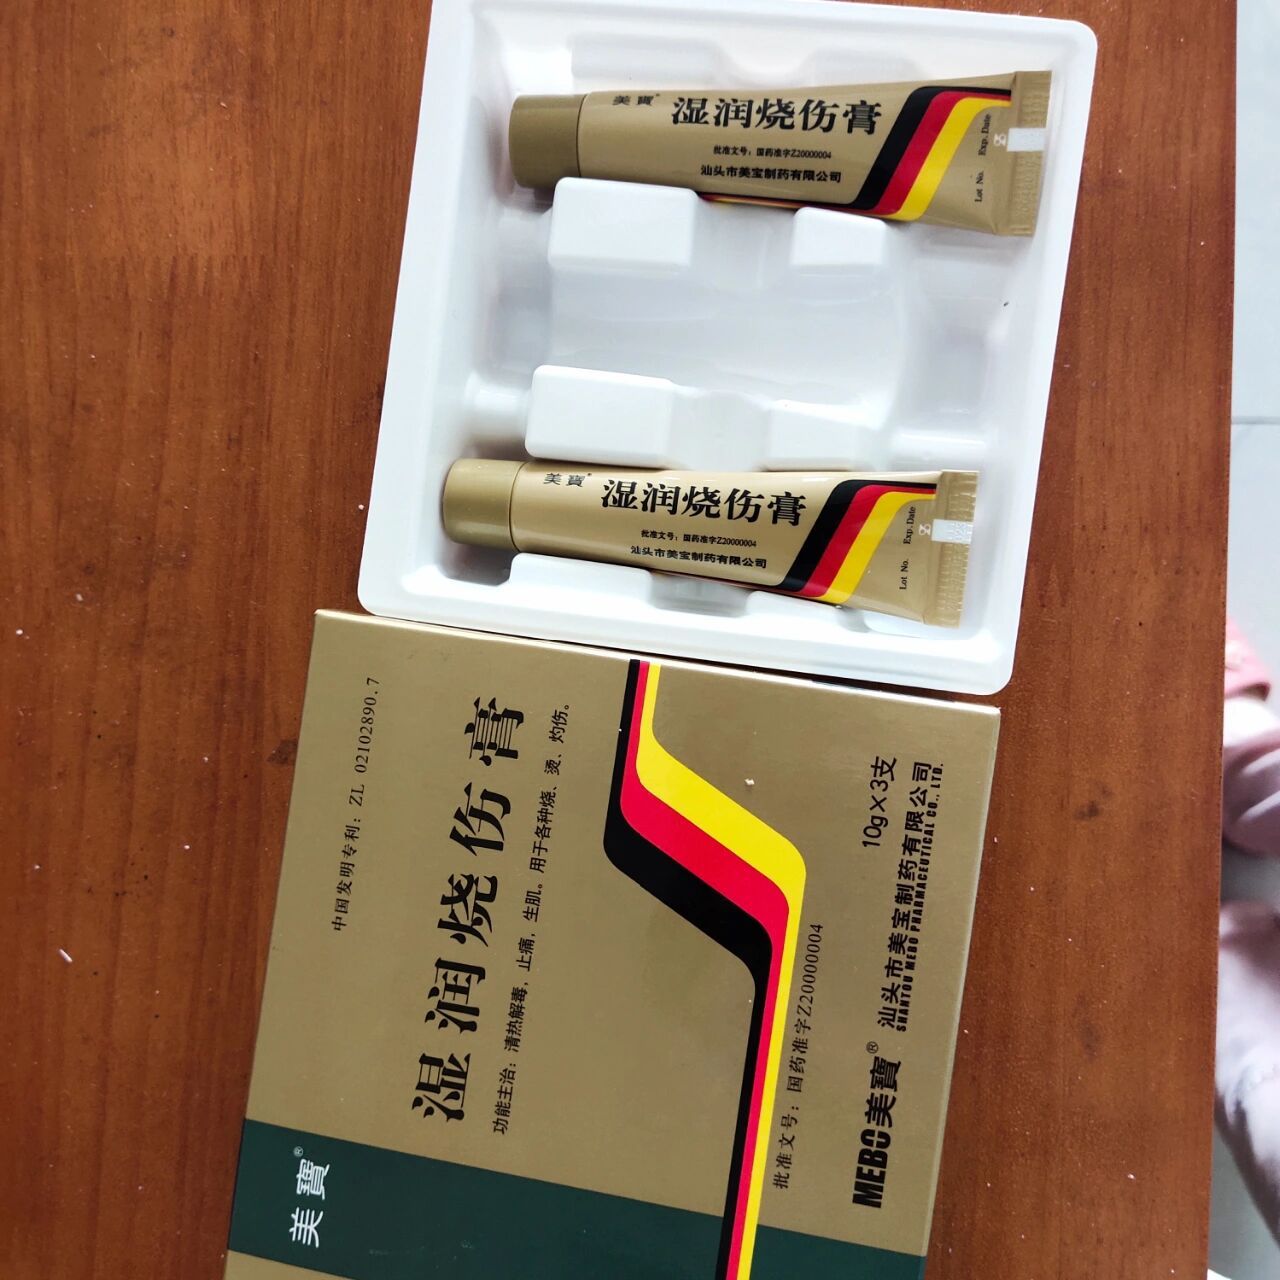 美寶®
湿润烧伤膏
批准文号：国药准字Z20000004
汕头市美宝制药有限公司
Lot No. Exp. Date
美寶®
湿润烧伤膏
批准文号：国药准字Z20000004
汕头市美宝制药有限公司
Lot No. Exp. Date
中国发明专利：ZL 02102890.7
美寶®
湿润烧伤膏
功能主治：清热解毒，止痛，生肌。用于各种烧、烫、灼伤。
批准文号：国药准字Z20000004
10g×3支
MEBO美寶®
汕头市美宝制药有限公司
SHANTOU MEBO PHARMACEUTICAL CO., LTD.